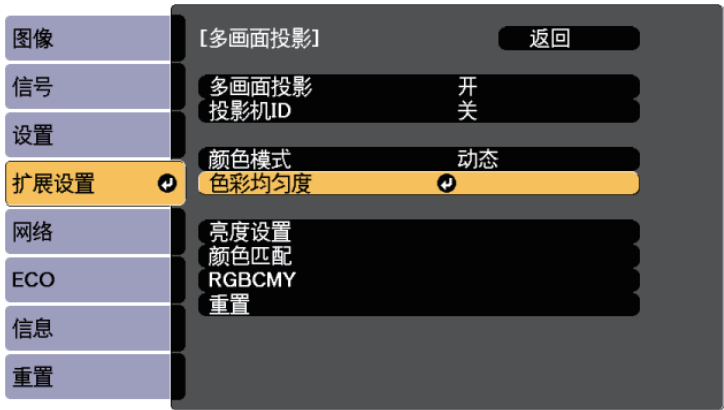 图像
信号
设置
扩展设置
网络
ECO
信息
重置
[多画面投影]
返回
多画面投影 开
投影机ID 关
颜色模式 动态
色彩均匀度
亮度设置
颜色匹配
RGBCMY
重置